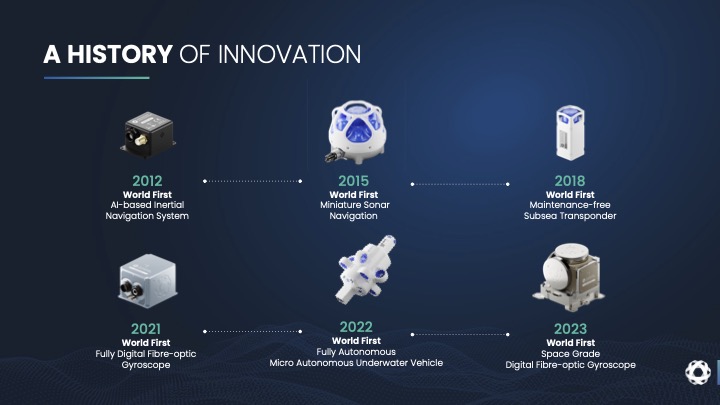 A HISTORY OF INNOVATION
2012
World First
AI-based Inertial
Navigation System
2015
World First
Miniature Sonar
Navigation
2018
World First
Maintenance-free
Subsea Transponder
2021
World First
Fully Digital Fibre-optic
Gyroscope
2022
World First
Fully Autonomous
Micro Autonomous Underwater Vehicle
2023
World First
Space Grade
Digital Fibre-optic Gyroscope